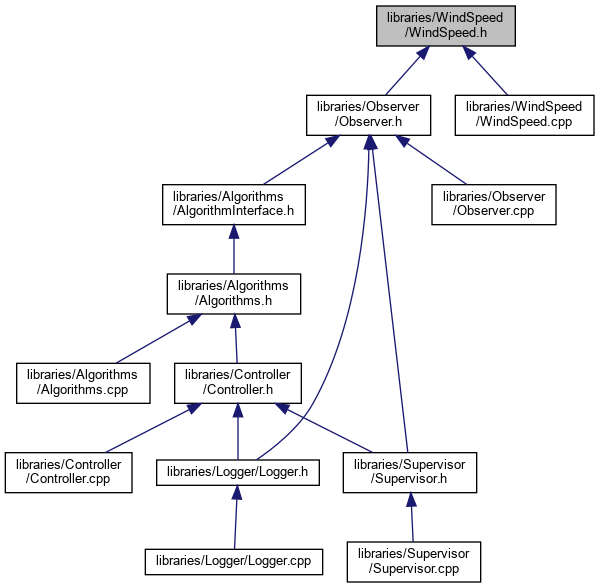 libraries/WindSpeed
/WindSpeed.h
libraries/Observer
/Observer.h
libraries/WindSpeed
/WindSpeed.cpp
libraries/Algorithms
/AlgorithmInterface.h
libraries/Observer
/Observer.cpp
libraries/Algorithms
/Algorithms.h
libraries/Algorithms
/Algorithms.cpp
libraries/Controller
/Controller.h
libraries/Controller
/Controller.cpp
libraries/Logger/Logger.h
libraries/Supervisor
/Supervisor.h
libraries/Logger/Logger.cpp
libraries/Supervisor
/Supervisor.cpp